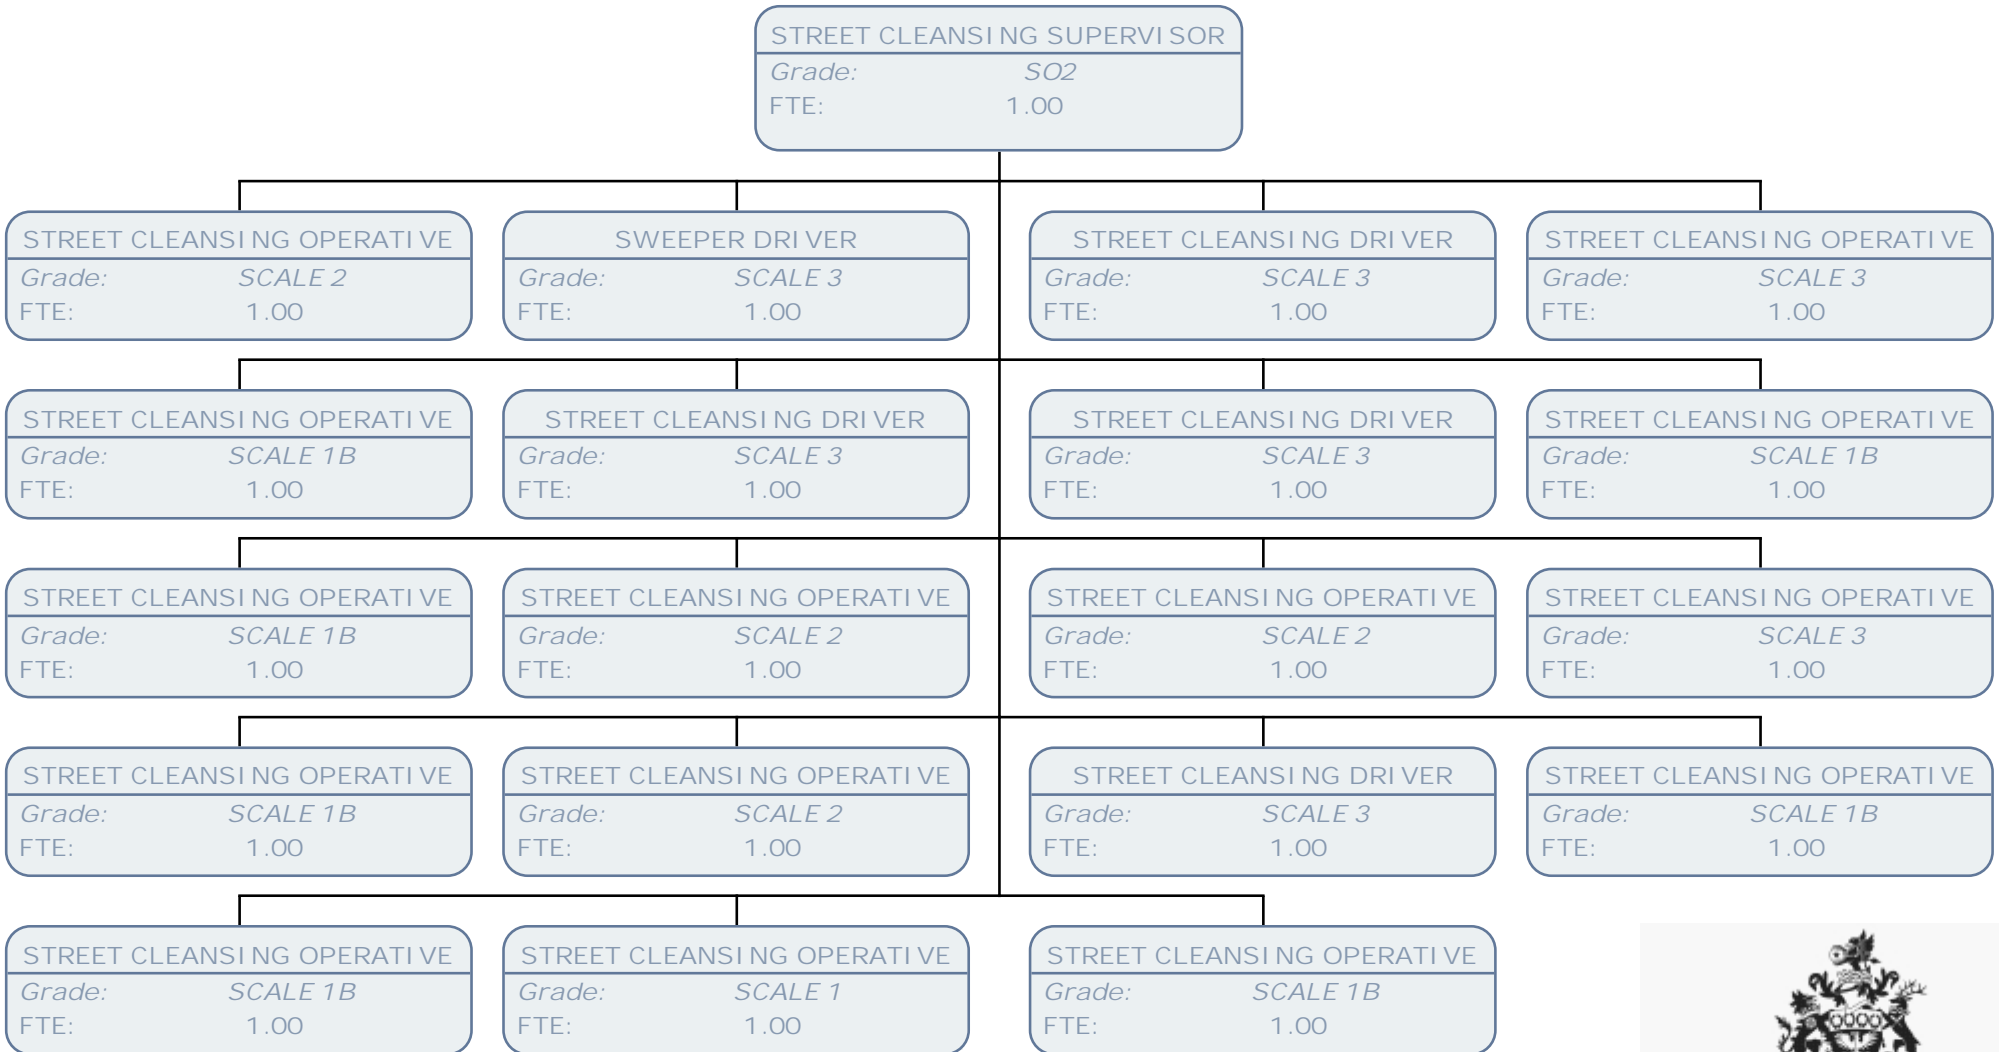 STREET CLEANSING SUPERVISOR
Grade: SO2
FTE: 1.00
STREET CLEANSING OPERATIVE
Grade: SCALE 2
FTE: 1.00
SWEEPER DRIVER
Grade: SCALE 3
FTE: 1.00
STREET CLEANSING DRIVER
Grade: SCALE 3
FTE: 1.00
STREET CLEANSING OPERATIVE
Grade: SCALE 3
FTE: 1.00
STREET CLEANSING OPERATIVE
Grade: SCALE 1B
FTE: 1.00
STREET CLEANSING DRIVER
Grade: SCALE 3
FTE: 1.00
STREET CLEANSING DRIVER
Grade: SCALE 3
FTE: 1.00
STREET CLEANSING OPERATIVE
Grade: SCALE 1B
FTE: 1.00
STREET CLEANSING OPERATIVE
Grade: SCALE 1B
FTE: 1.00
STREET CLEANSING OPERATIVE
Grade: SCALE 2
FTE: 1.00
STREET CLEANSING OPERATIVE
Grade: SCALE 2
FTE: 1.00
STREET CLEANSING OPERATIVE
Grade: SCALE 3
FTE: 1.00
STREET CLEANSING OPERATIVE
Grade: SCALE 1B
FTE: 1.00
STREET CLEANSING OPERATIVE
Grade: SCALE 2
FTE: 1.00
STREET CLEANSING DRIVER
Grade: SCALE 3
FTE: 1.00
STREET CLEANSING OPERATIVE
Grade: SCALE 1B
FTE: 1.00
STREET CLEANSING OPERATIVE
Grade: SCALE 1B
FTE: 1.00
STREET CLEANSING OPERATIVE
Grade: SCALE 1
FTE: 1.00
STREET CLEANSING OPERATIVE
Grade: SCALE 1B
FTE: 1.00